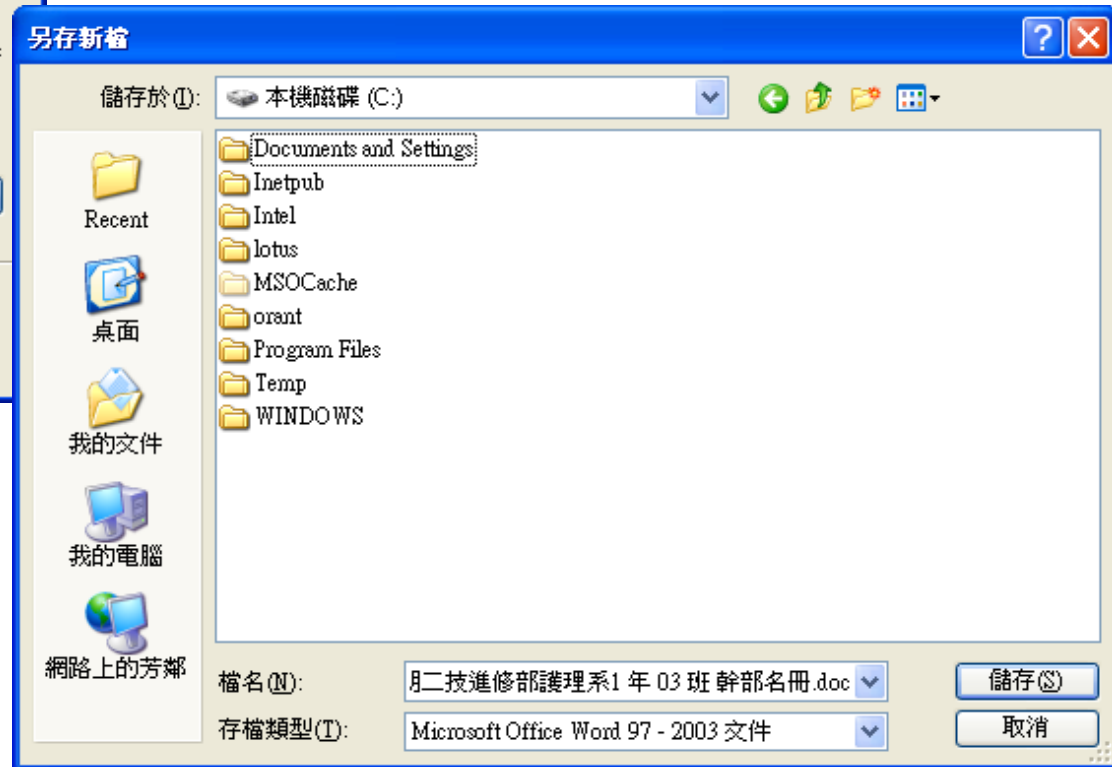 另存新檔
儲存於(I): 本機磁碟 (C:)
Recent
桌面
我的文件
我的電腦
網路上的芳鄰
Documents and Settings
Inetpub
Intel
lotus
MSOCache
orant
Program Files
Temp
WINDOWS
檔名(N): 二技進修部護理系1 年 03 班 幹部名冊.doc 儲存(S)
存檔類型(T): Microsoft Office Word 97 - 2003 文件 取消